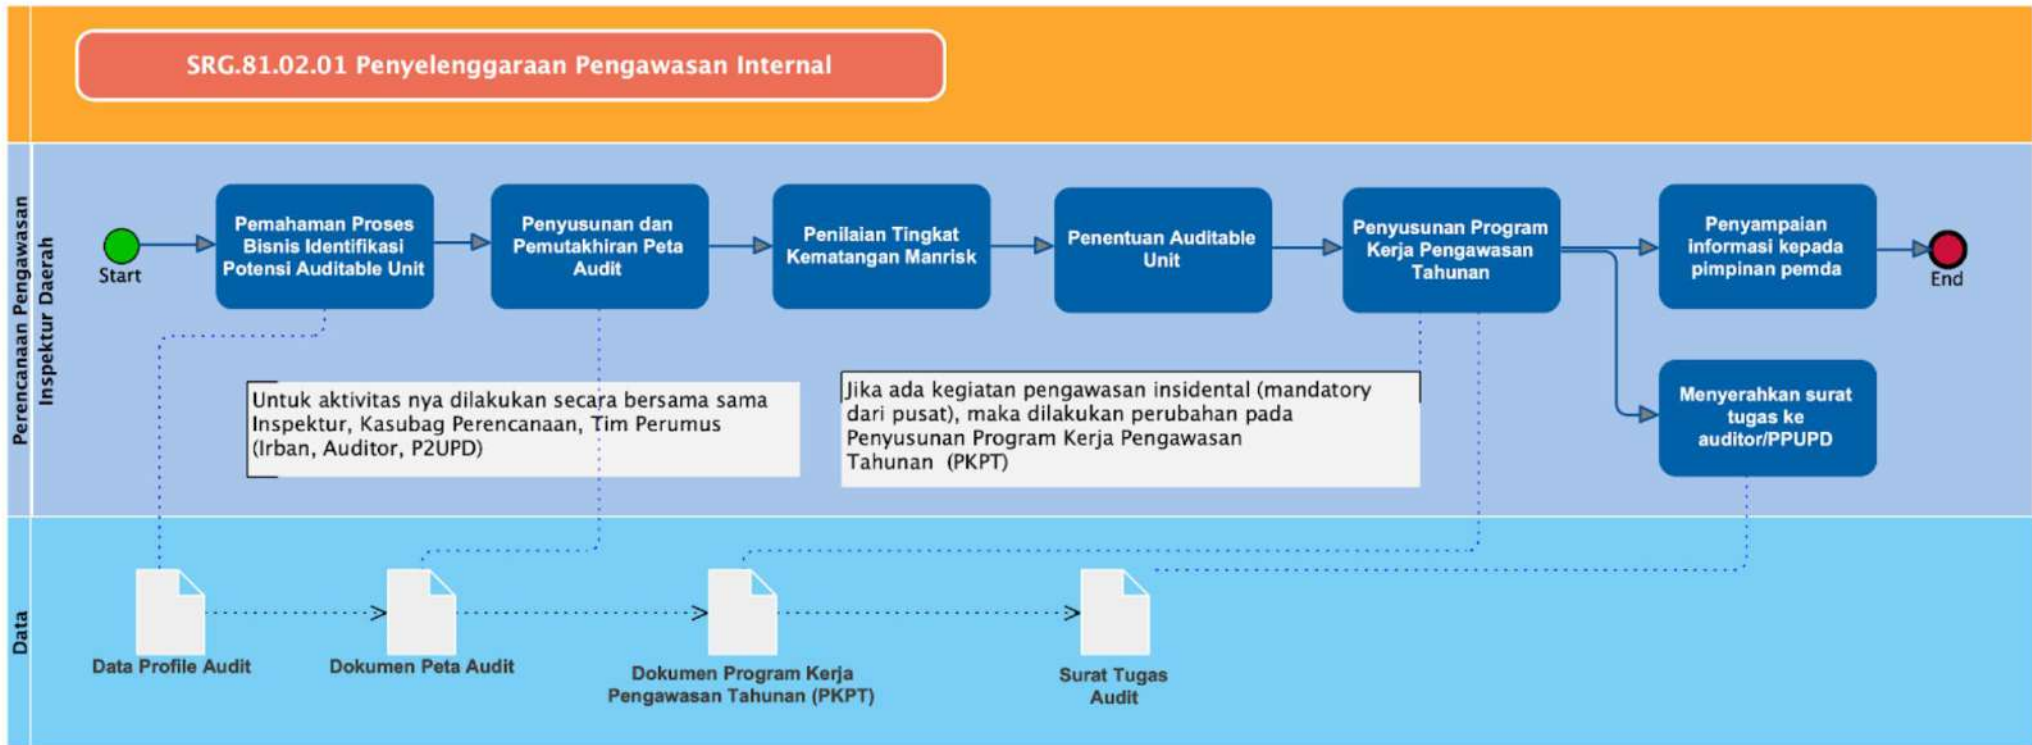 SRG.81.02.01 Penyelenggaraan Pengawasan Internal
Perencanaan Pengawasan
Inspektur Daerah
Start
Pemahaman Proses
Bisnis Identifikasi
Potensi Auditable Unit
Penyusunan dan
Pemutakhiran Peta
Audit
Penilaian Tingkat
Kematangan Manrisk
Penentuan Auditable
Unit
Penyusunan Program
Kerja Pengawasan
Tahunan
Penyampaian
informasi kepada
pimpinan pemda
End
Untuk aktivitas nya dilakukan secara bersama sama
Inspektur, Kasubag Perencanaan, Tim Perumus
(Irban, Auditor, P2UPD)
Jika ada kegiatan pengawasan insidental (mandatory
dari pusat), maka dilakukan perubahan pada
Penyusunan Program Kerja Pengawasan
Tahunan (PKPT)
Menyerahkan surat
tugas ke
auditor/PPUPD
Data
Data Profile Audit
Dokumen Peta Audit
Dokumen Program Kerja
Pengawasan Tahunan (PKPT)
Surat Tugas
Audit